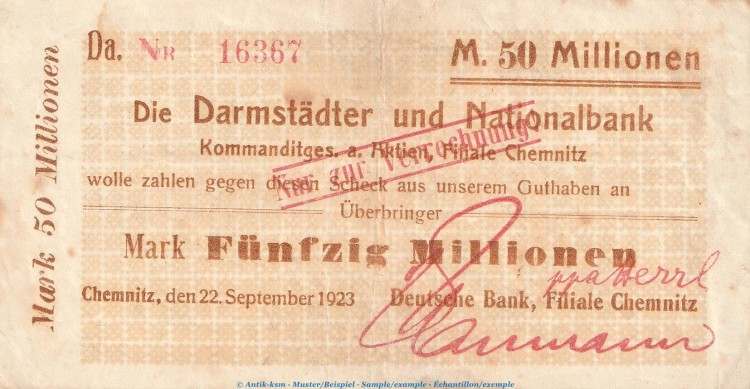 Mark 50 Millionen
Da. Nr 16367
M. 50 Millionen
Die Darmstädter und Nationalbank
Kommanditges. a. Aktien, Filiale Chemnitz
Nur zur Verrechnung
wolle zahlen gegen diesen Scheck aus unserem Guthaben an
Überbringer
Mark Fünfzig Millionen
Chemnitz, den 22. September 1923
Deutsche Bank, Filiale Chemnitz
© Antik-ksm - Muster/Beispiel - Sample/example - Échantillon/exemple